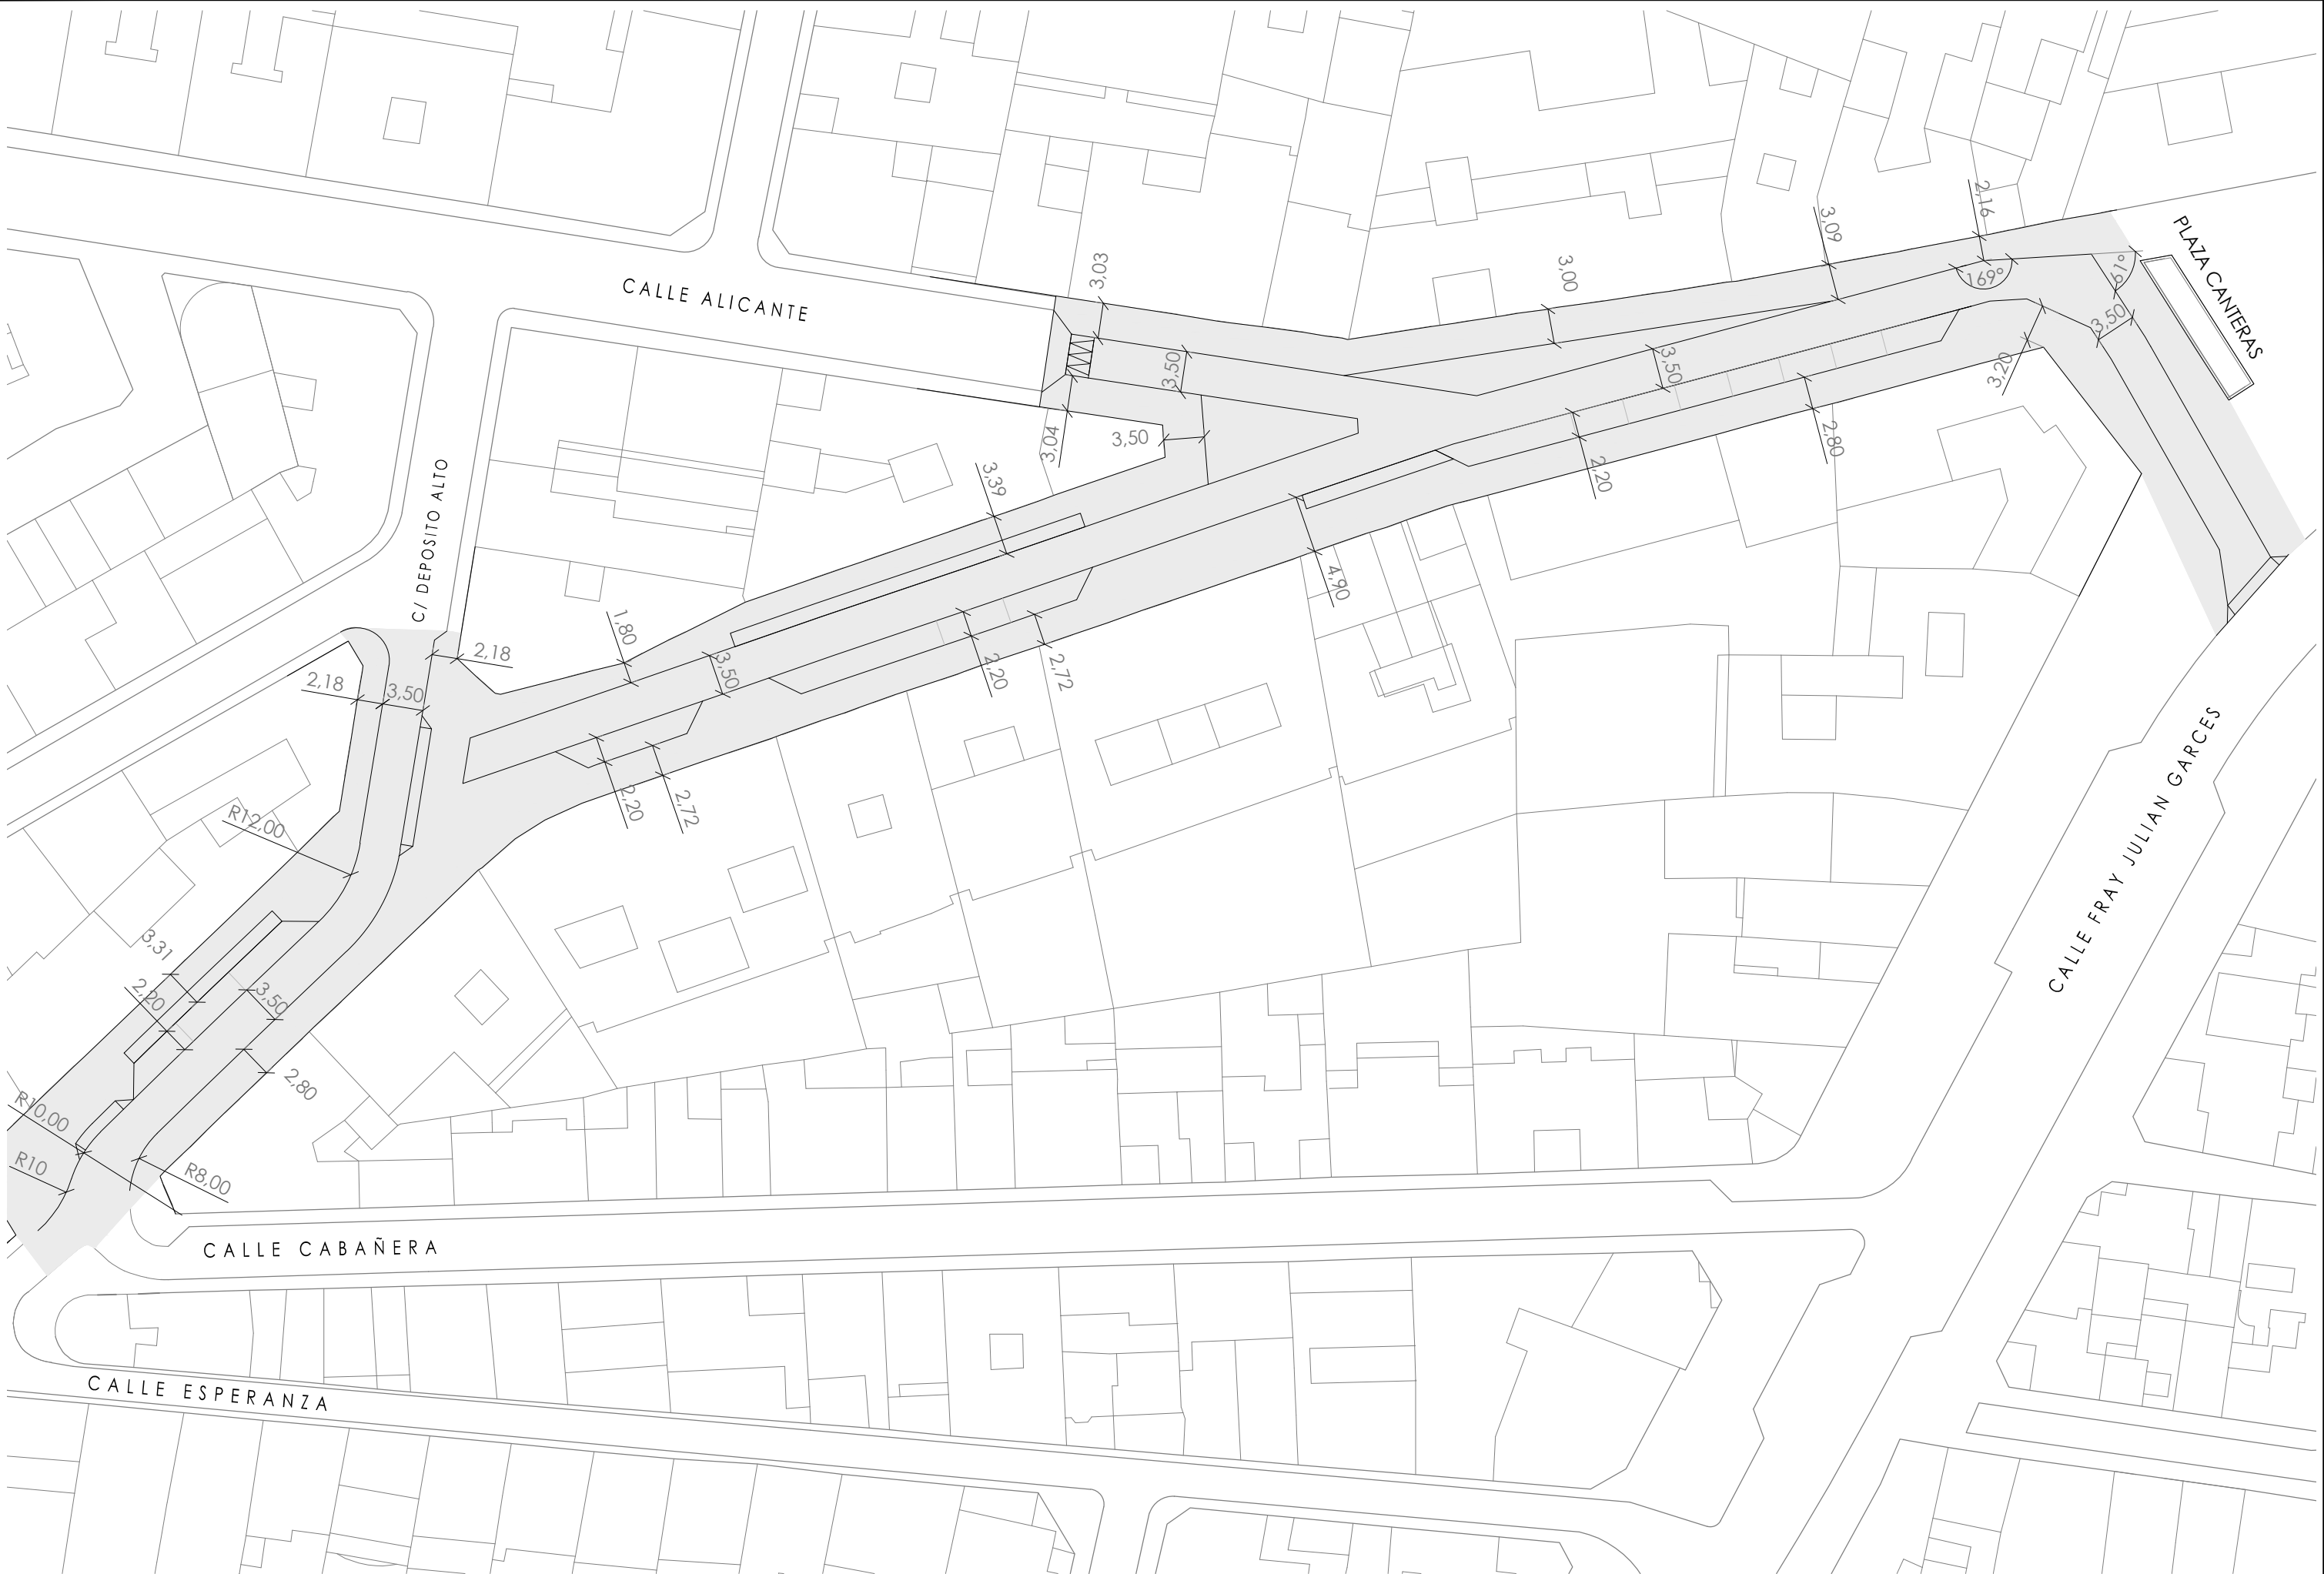 2,16
3,09
PLAZA CANTERAS
3,03
3,00
169°
61°
CALLE ALICANTE
3,50
3,50
3,50
3,20
3,04
3,50
2,80
2,20
3,39
C/ DEPOSITO ALTO
4,90
1,80
2,18
3,50
2,20
2,72
2,18
3,50
CALLE FRAY JULIAN GARCES
2,20
2,72
R12,00
3,31
2,20
3,50
2,80
R10,00
R10
R8,00
CALLE CABAÑERA
CALLE ESPERANZA